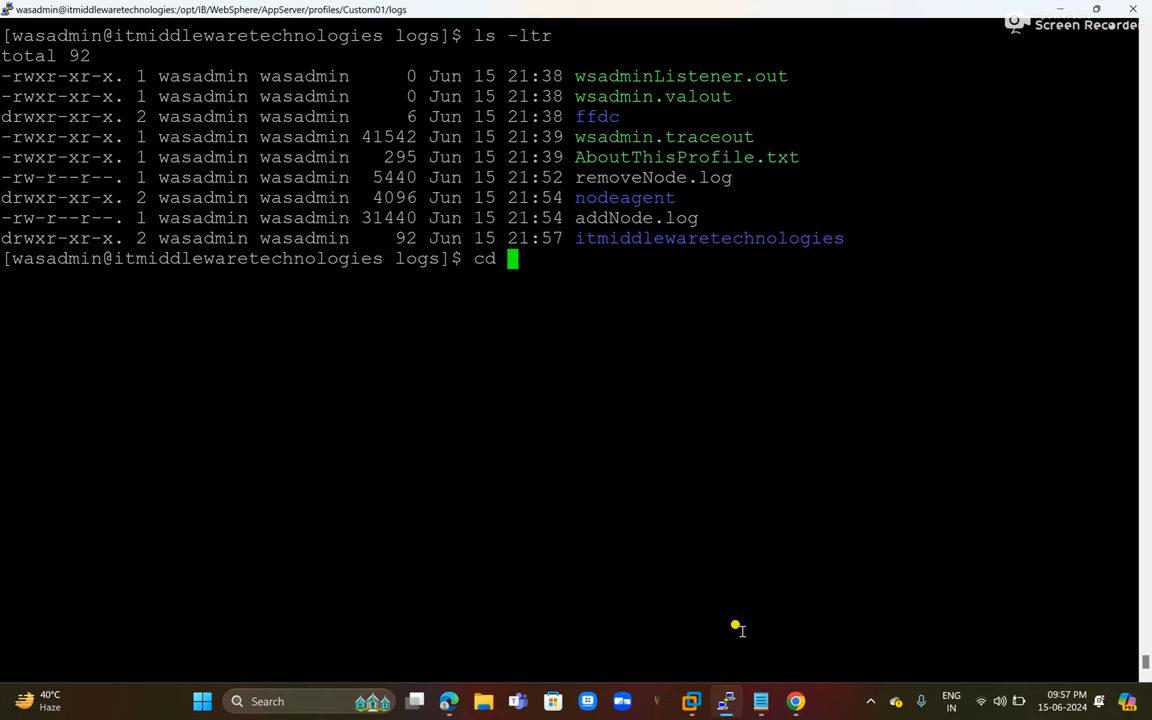 wasadmin@itmiddlewaretechnologies:/opt/IB/WebSphere/AppServer/profiles/Custom01/logs
Screen Recorder
[wasadmin@itmiddlewaretechnologies logs]$ ls -ltr
total 92
-rwxr-xr-x. 1 wasadmin wasadmin 0 Jun 15 21:38 wsadminListener.out
-rwxr-xr-x. 1 wasadmin wasadmin 0 Jun 15 21:38 wsadmin.valout
drwxr-xr-x. 2 wasadmin wasadmin 6 Jun 15 21:38 ffdc
-rwxr-xr-x. 1 wasadmin wasadmin 41542 Jun 15 21:39 wsadmin.traceout
-rwxr-xr-x. 1 wasadmin wasadmin 295 Jun 15 21:39 AboutThisProfile.txt
-rw-r--r--. 1 wasadmin wasadmin 5440 Jun 15 21:52 removeNode.log
drwxr-xr-x. 2 wasadmin wasadmin 4096 Jun 15 21:54 nodeagent
-rw-r--r--. 1 wasadmin wasadmin 31440 Jun 15 21:54 addNode.log
drwxr-xr-x. 2 wasadmin wasadmin 92 Jun 15 21:57 itmiddlewaretechnologies
[wasadmin@itmiddlewaretechnologies logs]$ cd
40°C
Haze
Search
ENG
IN
09:57 PM
15-06-2024